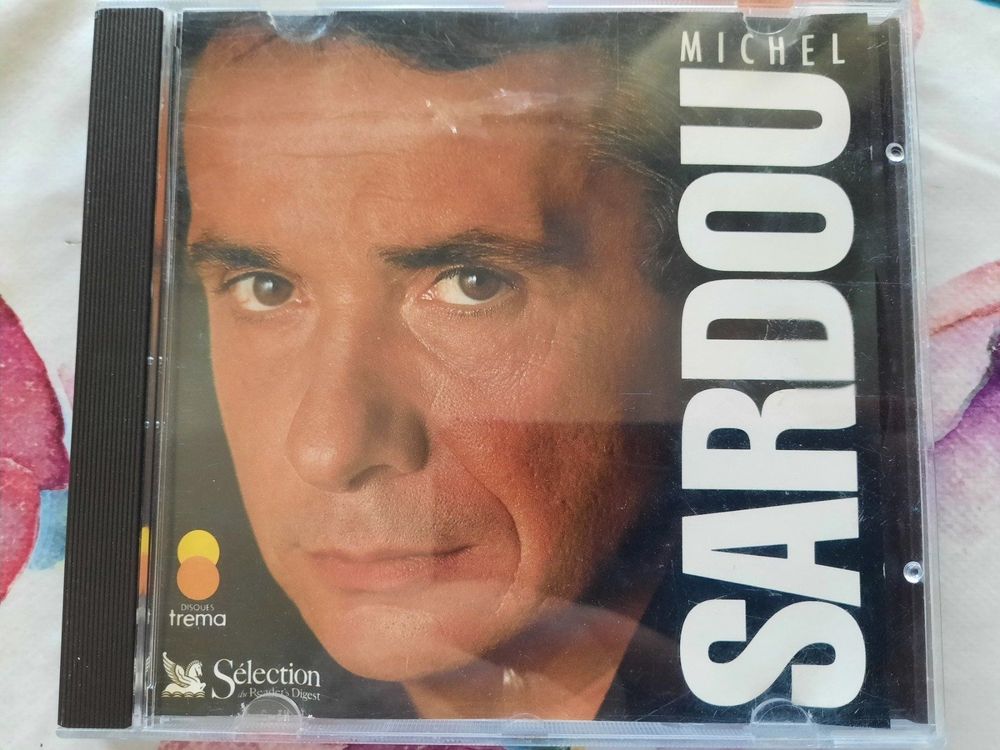 MICHEL
SARDOU
DISQUES
trema
Sélection
du Reader's Digest